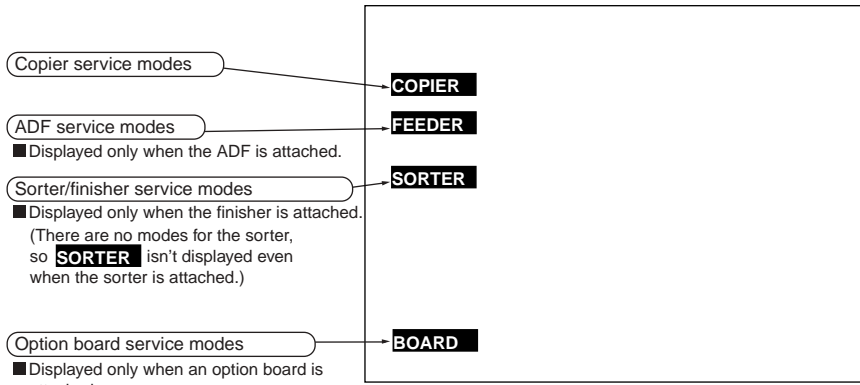 Copier service modes
COPIER
ADF service modes
FEEDER
■Displayed only when the ADF is attached.
Sorter/finisher service modes
SORTER
■Displayed only when the finisher is attached.
(There are no modes for the sorter,
so SORTER isn't displayed even
when the sorter is attached.)
Option board service modes
BOARD
■Displayed only when an option board is